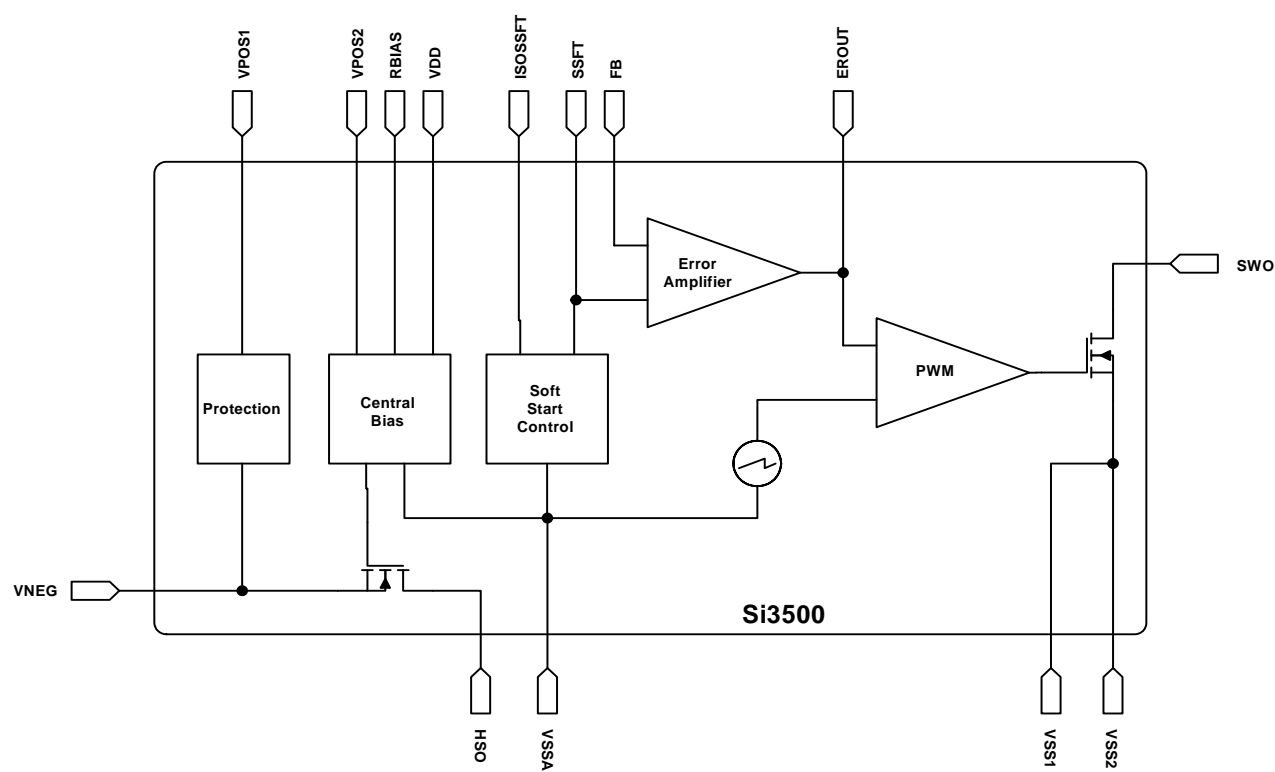 VPOS1
VPOS2
RBIAS
VDD
ISOSSFT
SSFT
FB
EROUT
Error
Amplifier
SWO
PWM
Protection
Central
Bias
Soft
Start
Control
VNEG
Si3500
HSO
VSSA
VSS1
VSS2